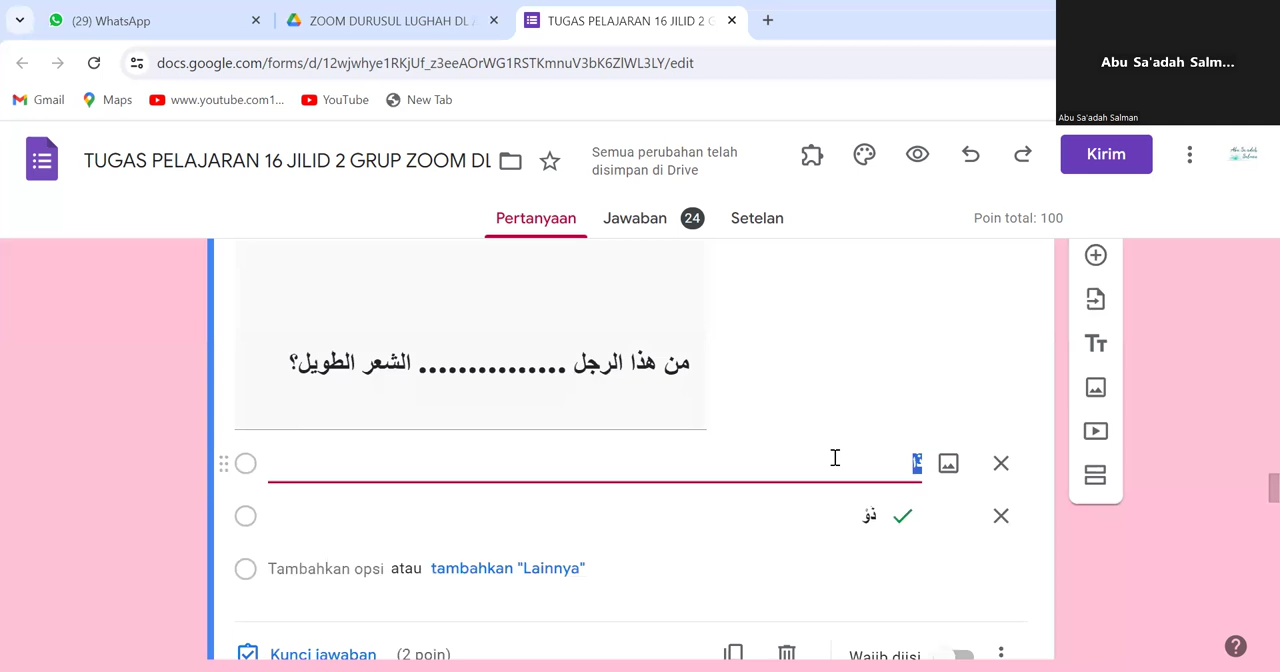 (29) WhatsApp
ZOOM DURUSUL LUGHAH DL
TUGAS PELAJARAN 16 JILID 2 G
docs.google.com/forms/d/12wjwhye1RKjUf_z3eeAOrWG1RSTKmnuV3bK6ZlWL3LY/edit
Gmail
Maps
www.youtube.com1...
YouTube
New Tab
Abu Sa'adah Salm...
Abu Sa'adah Salman
TUGAS PELAJARAN 16 JILID 2 GRUP ZOOM DL
Semua perubahan telah
disimpan di Drive
Kirim
Pertanyaan
Jawaban 24
Setelan
Poin total: 100
من هذا الرجل ............... الشعر الطويل؟
ذُوْ
Tambahkan opsi atau tambahkan "Lainnya"
Kunci jawaban (2 poin)
Wajib diisi